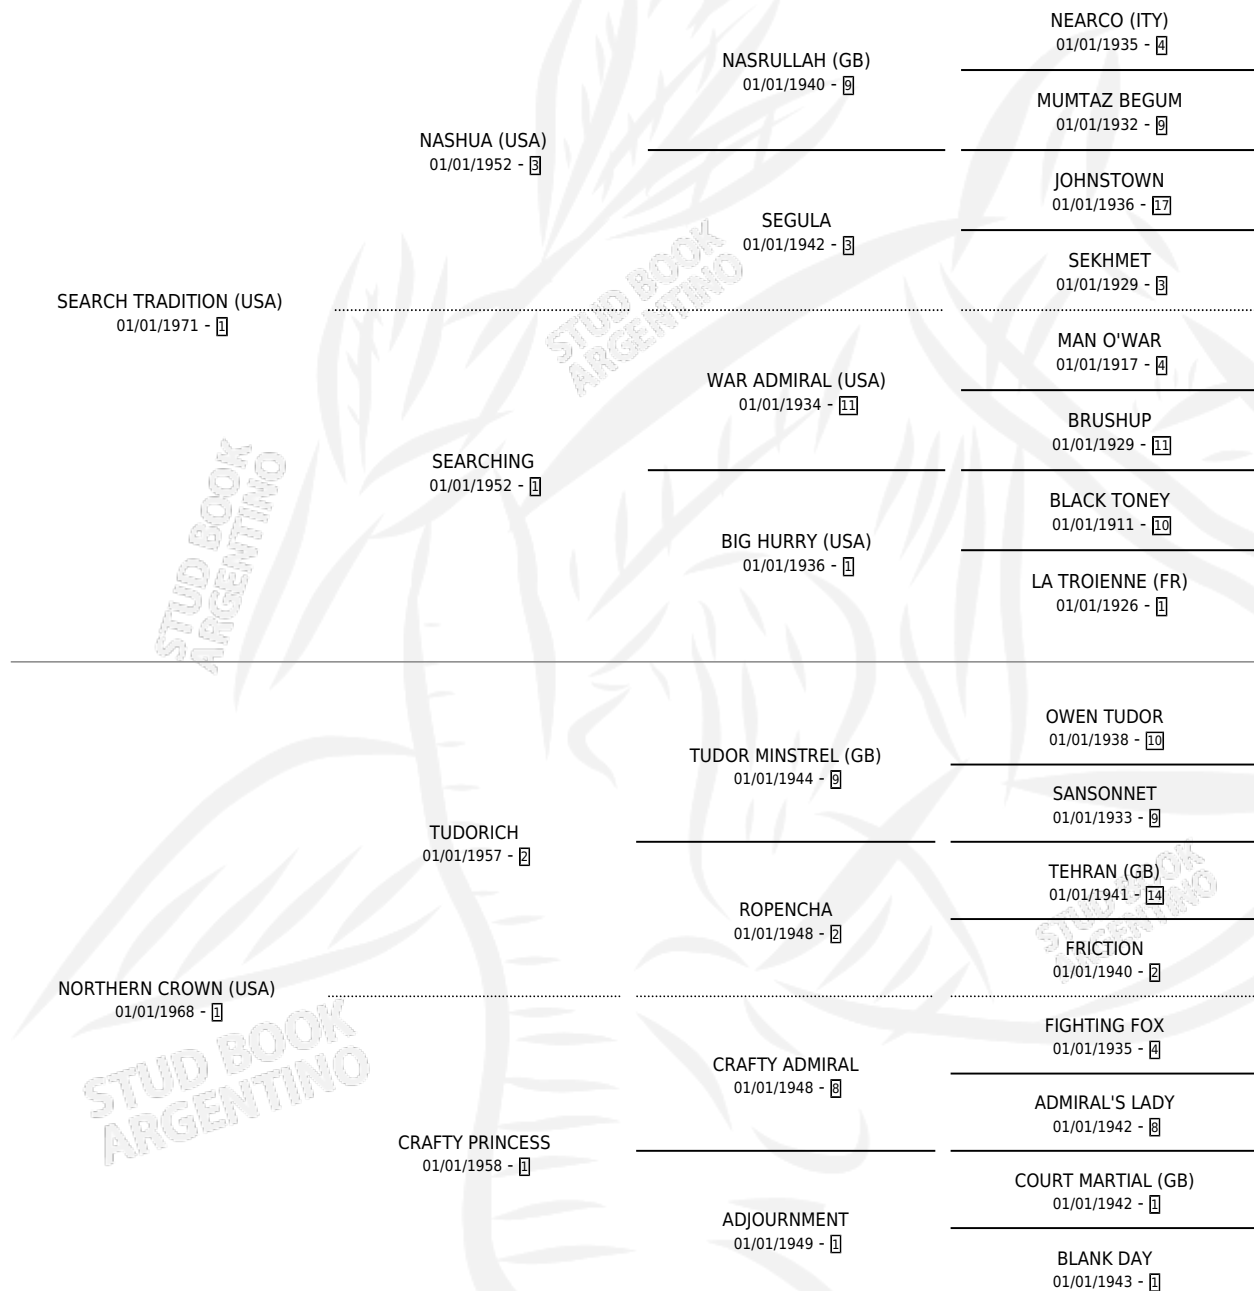 NEARCO (ITY)
01/01/1935 - 4
NASRULLAH (GB)
01/01/1940 - 9
MUMTAZ BEGUM
01/01/1932 - 9
NASHUA (USA)
01/01/1952 - 3
JOHNSTOWN
01/01/1936 - 17
SEGULA
01/01/1942 - 3
SEKHMET
01/01/1929 - 3
SEARCH TRADITION (USA)
01/01/1971 - 1
MAN O'WAR
01/01/1917 - 4
WAR ADMIRAL (USA)
01/01/1934 - 11
BRUSHUP
01/01/1929 - 11
SEARCHING
01/01/1952 - 1
BLACK TONEY
01/01/1911 - 10
BIG HURRY (USA)
01/01/1936 - 1
LA TROIENNE (FR)
01/01/1926 - 1
OWEN TUDOR
01/01/1938 - 10
TUDOR MINSTREL (GB)
01/01/1944 - 9
SANSONNET
01/01/1933 - 9
TUDORICH
01/01/1957 - 2
TEHRAN (GB)
01/01/1941 - 14
ROPENCHA
01/01/1948 - 2
FRICTION
01/01/1940 - 2
NORTHERN CROWN (USA)
01/01/1968 - 1
FIGHTING FOX
01/01/1935 - 4
CRAFTY ADMIRAL
01/01/1948 - 8
ADMIRAL'S LADY
01/01/1942 - 8
CRAFTY PRINCESS
01/01/1958 - 1
COURT MARTIAL (GB)
01/01/1942 - 1
ADJOURNMENT
01/01/1949 - 1
BLANK DAY
01/01/1943 - 1
STUD BOOK
ARGENTINO
STUD BOOK
ARGENTINO
STUD BOOK
ARGENTINO
STUD BOOK
ARGENTINO